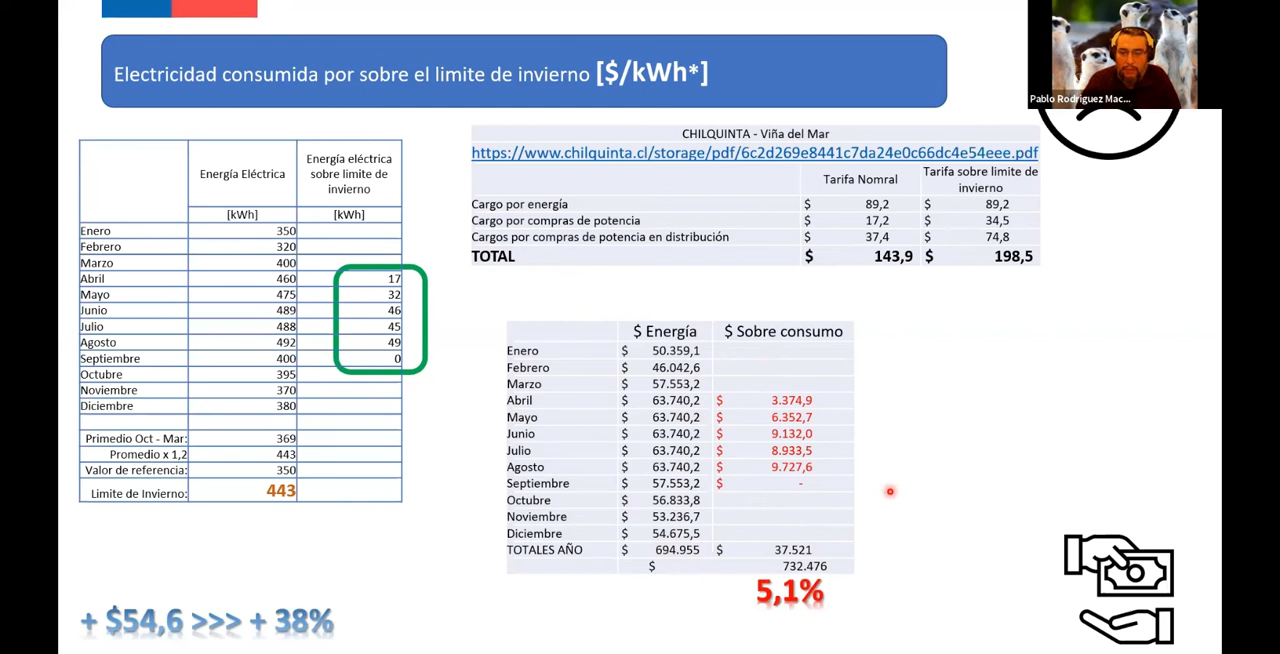 Electricidad consumida por sobre el limite de invierno [$/kWh*]
Pablo Rodriguez Mac...
Energía Eléctrica | Energía eléctrica sobre limite de invierno
[kWh] | [kWh]
Enero 350
Febrero 320
Marzo 400
Abril 460 17
Mayo 475 32
Junio 489 46
Julio 488 45
Agosto 492 49
Septiembre 400 0
Octubre 395
Noviembre 370
Diciembre 380
Primedio Oct - Mar: 369
Promedio x 1,2 443
Valor de referencia: 350
Limite de Invierno: 443
CHILQUINTA - Viña del Mar
https://www.chilquinta.cl/storage/pdf/6c2d269e8441c7da24e0c66dc4e54eee.pdf
Tarifa Nomral | Tarifa sobre limite de invierno
Cargo por energía $ 89,2 $ 89,2
Cargo por compras de potencia $ 17,2 $ 34,5
Cargos por compras de potencia en distribución $ 37,4 $ 74,8
TOTAL $ 143,9 $ 198,5
$ Energía $ Sobre consumo
Enero $ 50.359,1
Febrero $ 46.042,6
Marzo $ 57.553,2
Abril $ 63.740,2 $ 3.374,9
Mayo $ 63.740,2 $ 6.352,7
Junio $ 63.740,2 $ 9.132,0
Julio $ 63.740,2 $ 8.933,5
Agosto $ 63.740,2 $ 9.727,6
Septiembre $ 57.553,2 $ -
Octubre $ 56.833,8
Noviembre $ 53.236,7
Diciembre $ 54.675,5
TOTALES AÑO $ 694.955 $ 37.521
$ 732.476
5,1%
+ $54,6 >>> + 38%